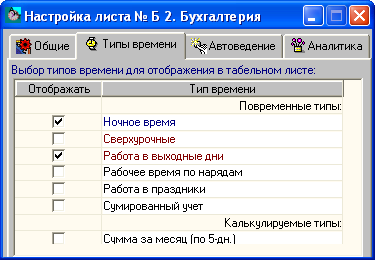 Настройка листа № Б 2. Бухгалтерия
Общие Типы времени Автоведение Аналитика
Выбор типов времени для отображения в табельном листе:
Отображать Тип времени
Повременные типы:
Ночное время
Сверхурочные
Работа в выходные дни
Рабочее время по нарядам
Работа в праздники
Сумированный учет
Калькулируемые типы:
Сумма за месяц (по 5-дн.)